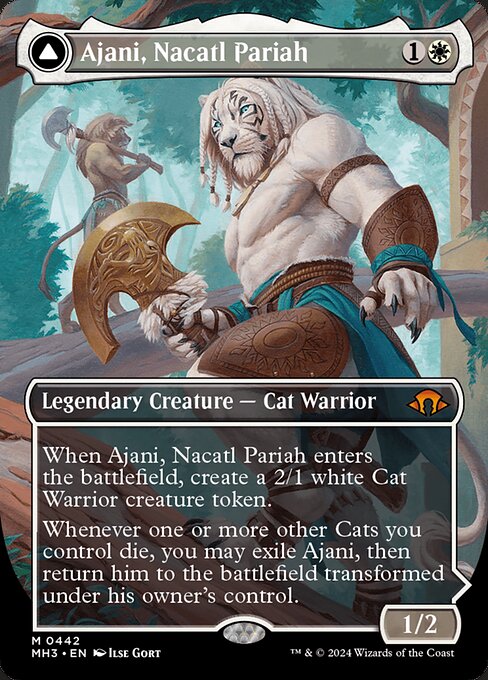 Ajani, Nacatl Pariah 1
Legendary Creature — Cat Warrior
When Ajani, Nacatl Pariah enters
the battlefield, create a 2/1 white Cat
Warrior creature token.
Whenever one or more other Cats you
control die, you may exile Ajani, then
return him to the battlefield transformed
under his owner's control.
1/2
M 0442
MH3 • EN Ilse Gort ™ & © 2024 Wizards of the Coast